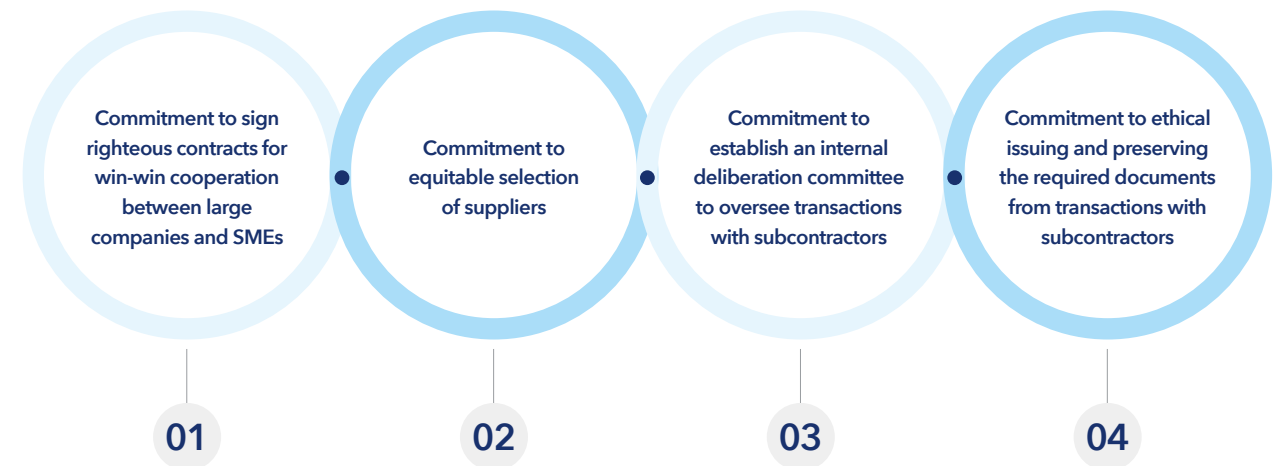 Commitment to sign
righteous contracts for
win-win cooperation
between large
companies and SMEs
Commitment to
equitable selection
of suppliers
Commitment to
establish an internal
deliberation committee
to oversee transactions
with subcontractors
Commitment to ethical
issuing and preserving
the required documents
from transactions with
subcontractors
01
02
03
04